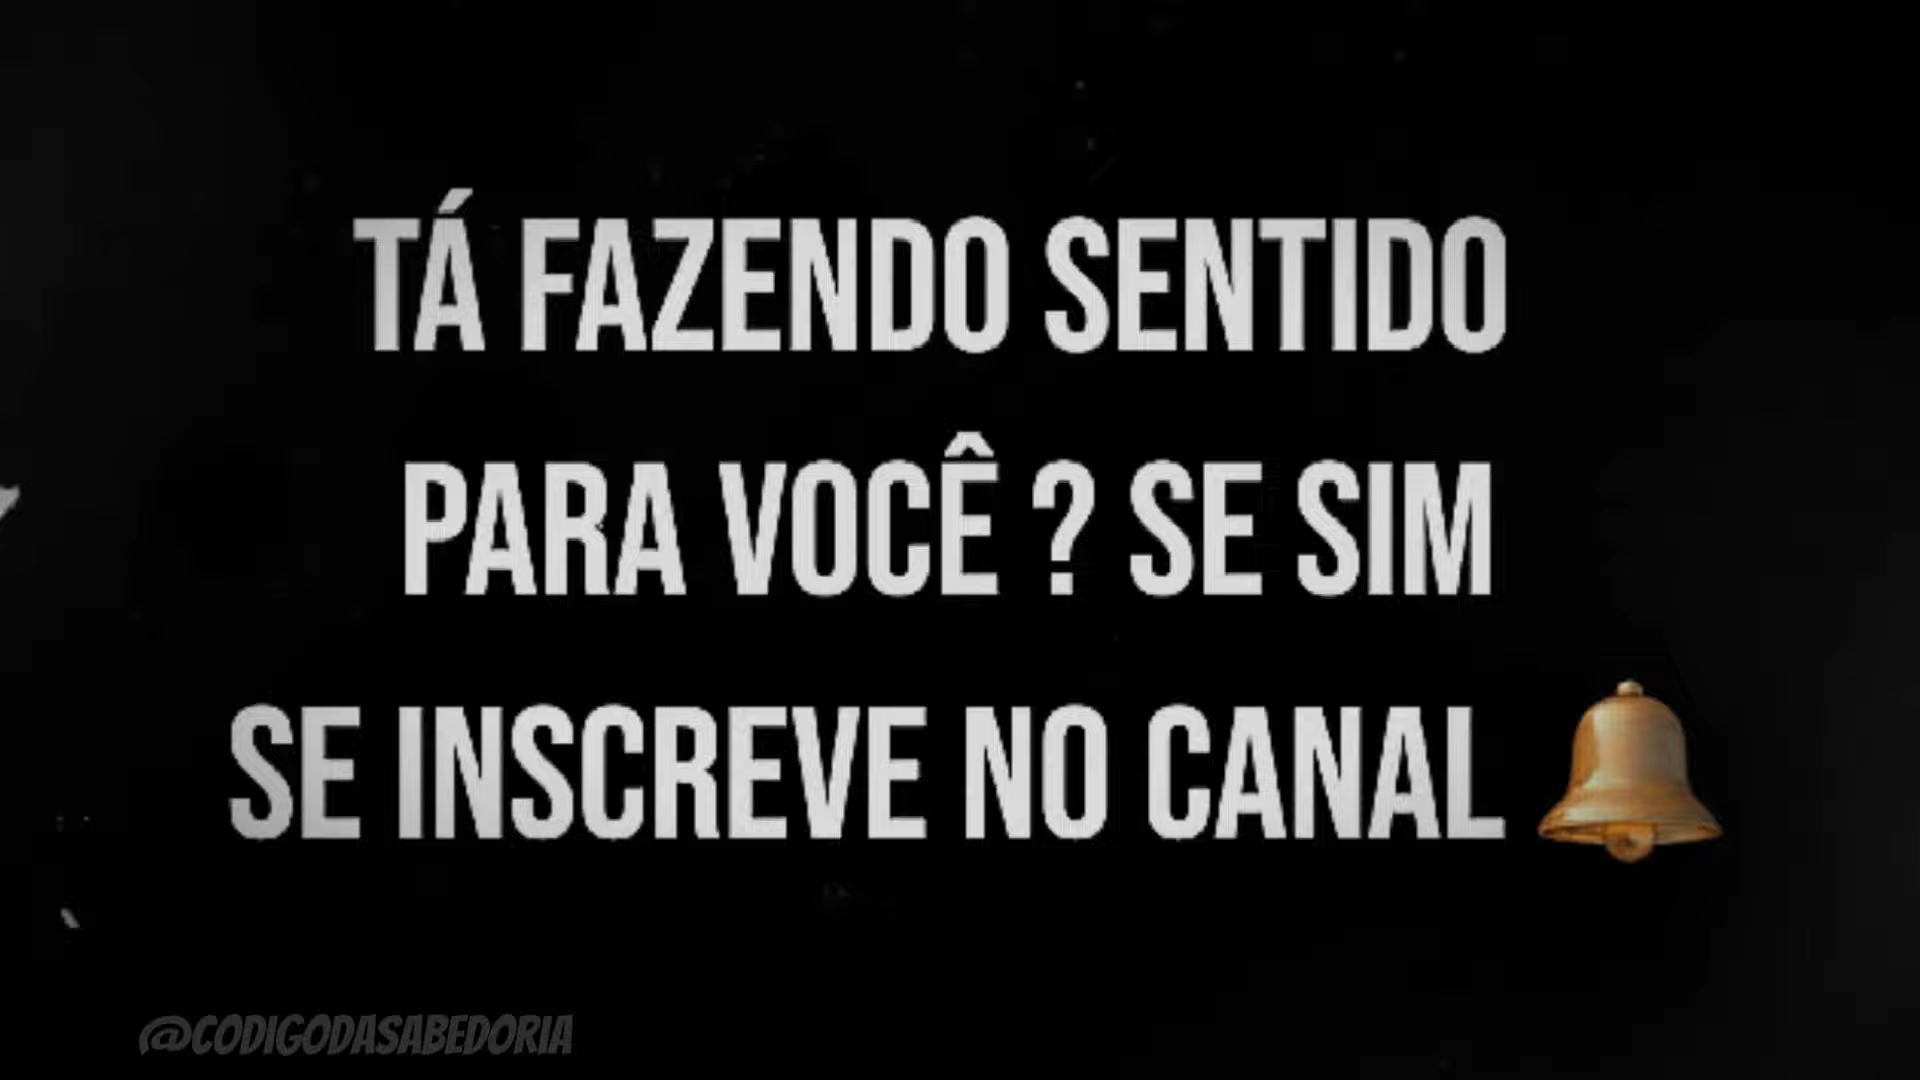 TÁ FAZENDO SENTIDO
PARA VOCÊ ? SE SIM
SE INSCREVE NO CANAL 🔔
@CODIGODASABEDORIA